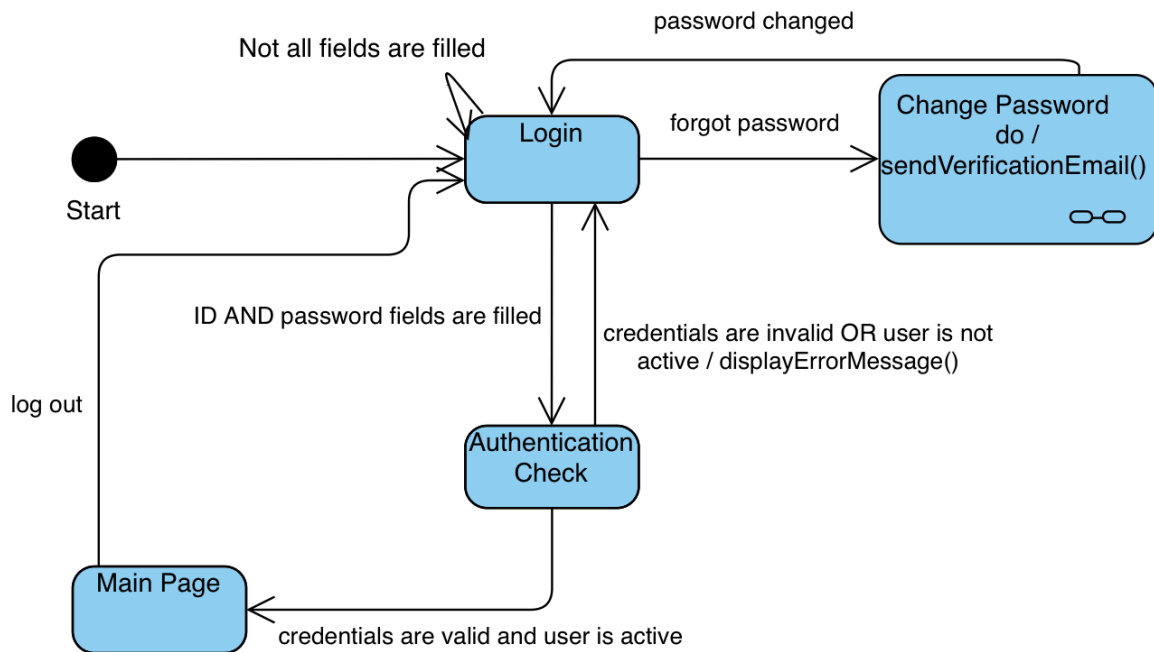 password changed
Not all fields are filled
Change Password
do /
sendVerificationEmail()
Login
forgot password
Start
ID AND password fields are filled
credentials are invalid OR user is not
active / displayErrorMessage()
log out
Authentication
Check
Main Page
credentials are valid and user is active